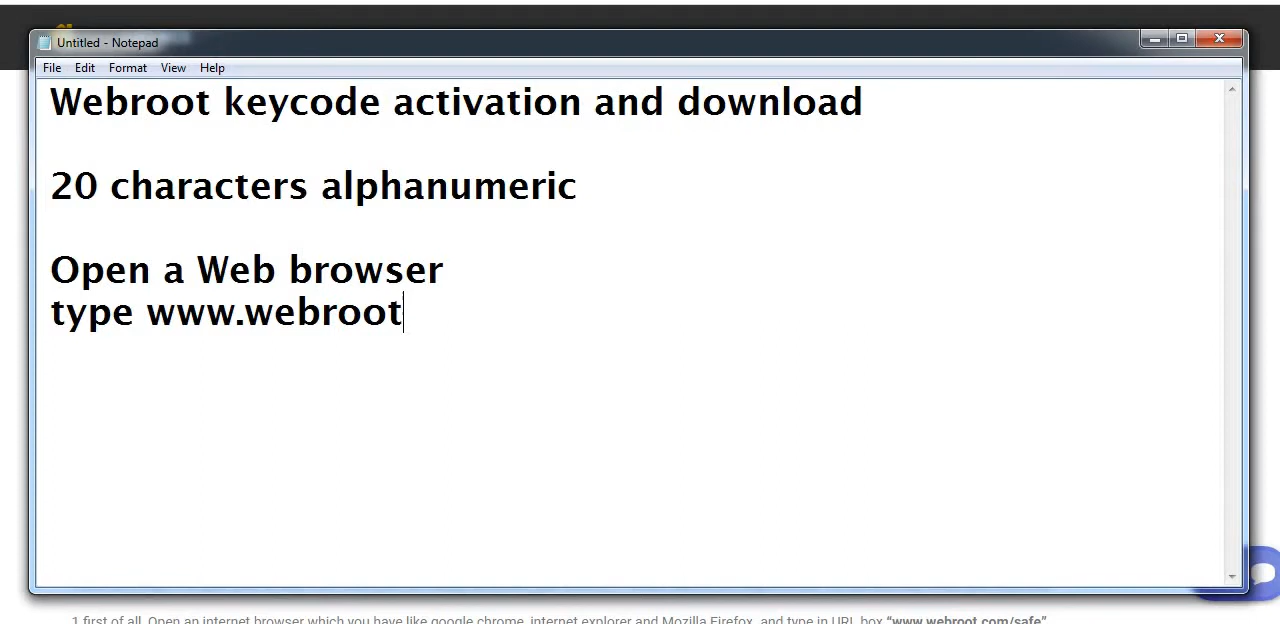 Untitled - Notepad
File Edit Format View Help
Webroot keycode activation and download
20 characters alphanumeric
Open a Web browser
type www.webroot
1 first of all, Open an internet browser which you have like google chrome, internet explorer and Mozilla Firefox, and type in URL box “www.webroot.com/safe”